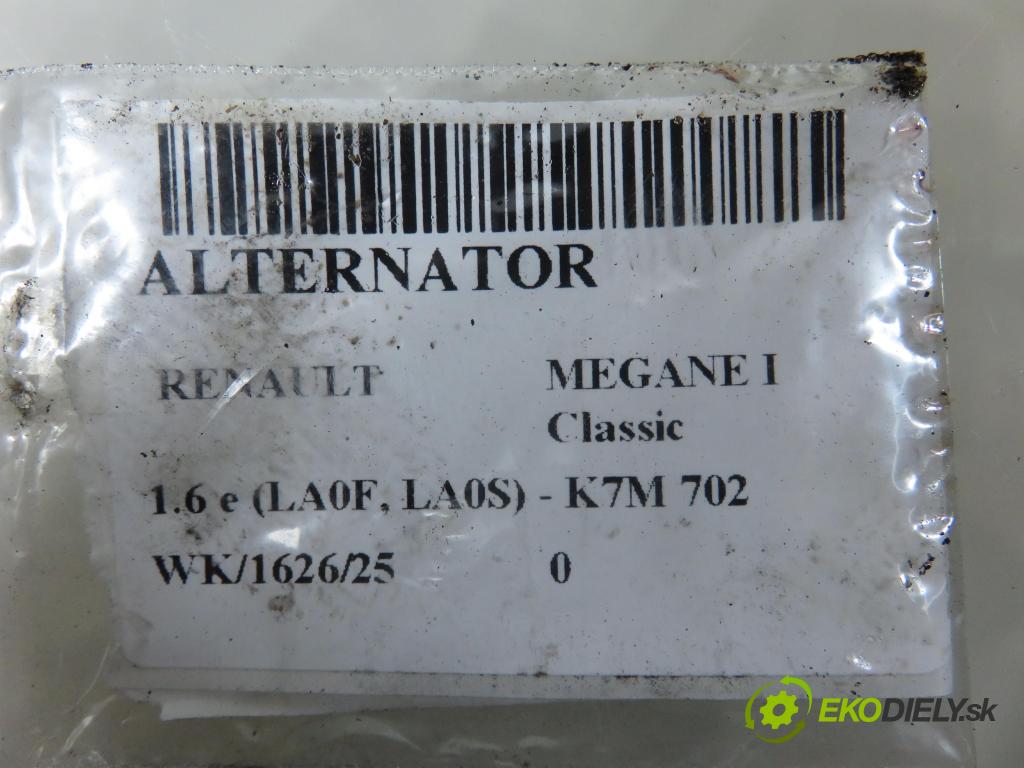 ALTERNATOR
RENAULT MEGANE I
Classic
1.6 e (LA0F, LA0S) - K7M 702
WK/1626/25 0
EKODIELY.sk